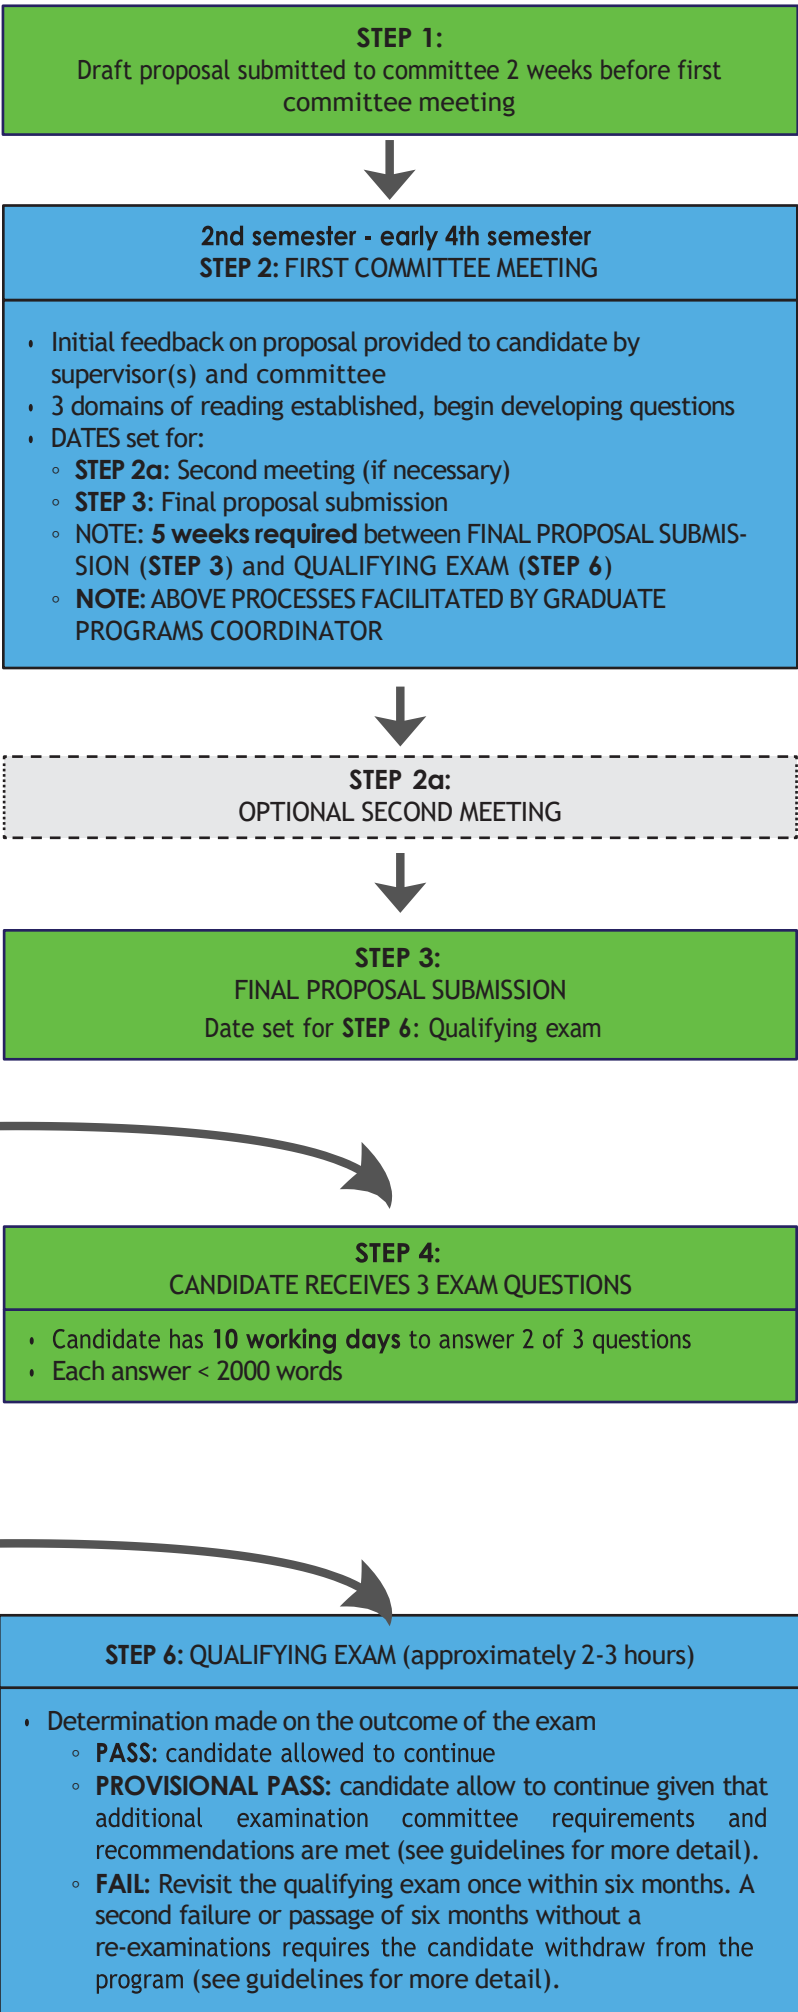 STEP 1:
Draft proposal submitted to committee 2 weeks before first
committee meeting
2nd semester - early 4th semester
STEP 2: FIRST COMMITTEE MEETING
• Initial feedback on proposal provided to candidate by
supervisor(s) and committee
• 3 domains of reading established, begin developing questions
• DATES set for:
◦ STEP 2a: Second meeting (if necessary)
◦ STEP 3: Final proposal submission
◦ NOTE: 5 weeks required between FINAL PROPOSAL SUBMIS-
SION (STEP 3) and QUALIFYING EXAM (STEP 6)
◦ NOTE: ABOVE PROCESSES FACILITATED BY GRADUATE
PROGRAMS COORDINATOR
STEP 2a:
OPTIONAL SECOND MEETING
STEP 3:
FINAL PROPOSAL SUBMISSION
Date set for STEP 6: Qualifying exam
STEP 4:
CANDIDATE RECEIVES 3 EXAM QUESTIONS
• Candidate has 10 working days to answer 2 of 3 questions
• Each answer < 2000 words
STEP 6: QUALIFYING EXAM (approximately 2-3 hours)
• Determination made on the outcome of the exam
◦ PASS: candidate allowed to continue
◦ PROVISIONAL PASS: candidate allow to continue given that
additional examination committee requirements and
recommendations are met (see guidelines for more detail).
◦ FAIL: Revisit the qualifying exam once within six months. A
second failure or passage of six months without a
re-examinations requires the candidate withdraw from the
program (see guidelines for more detail).